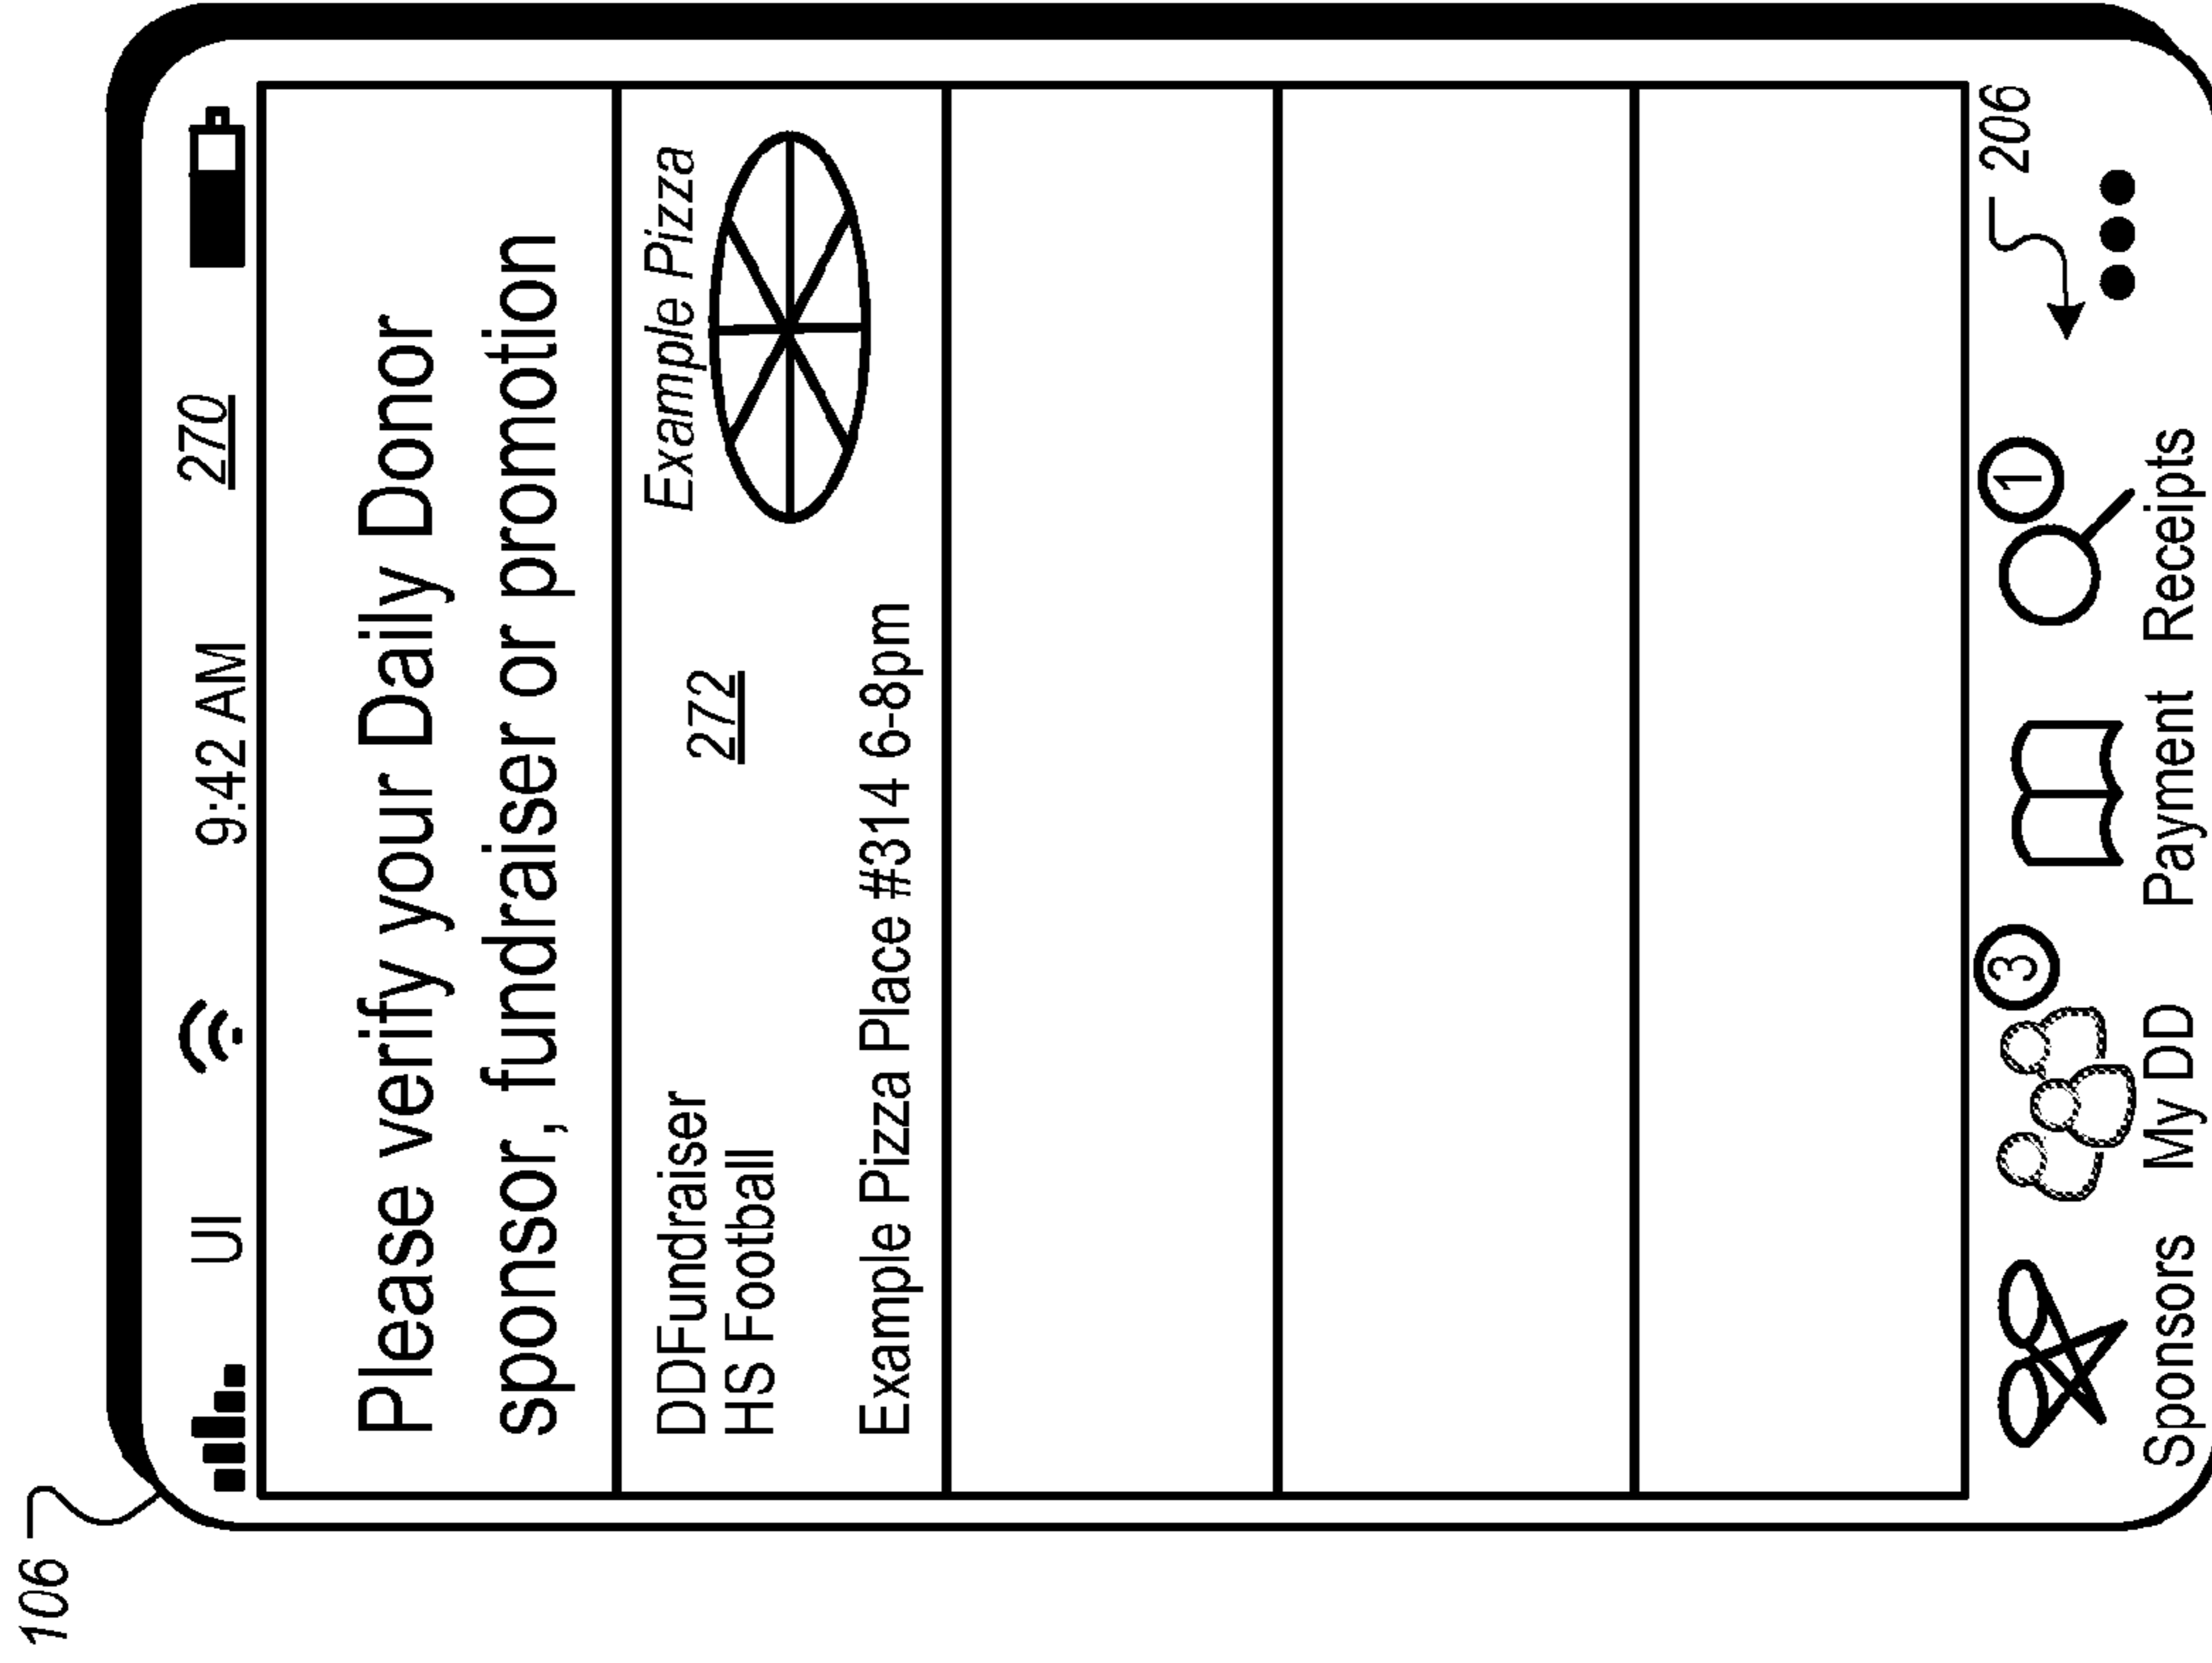 106
UI 9:42 AM 270
Please verify your Daily Donor
sponsor, fundraiser or promotion
DDFundraiser
HS Football
272
Example Pizza
Example Pizza Place #314 6-8pm
206
3
1
Sponsors My DD Payment Receipts